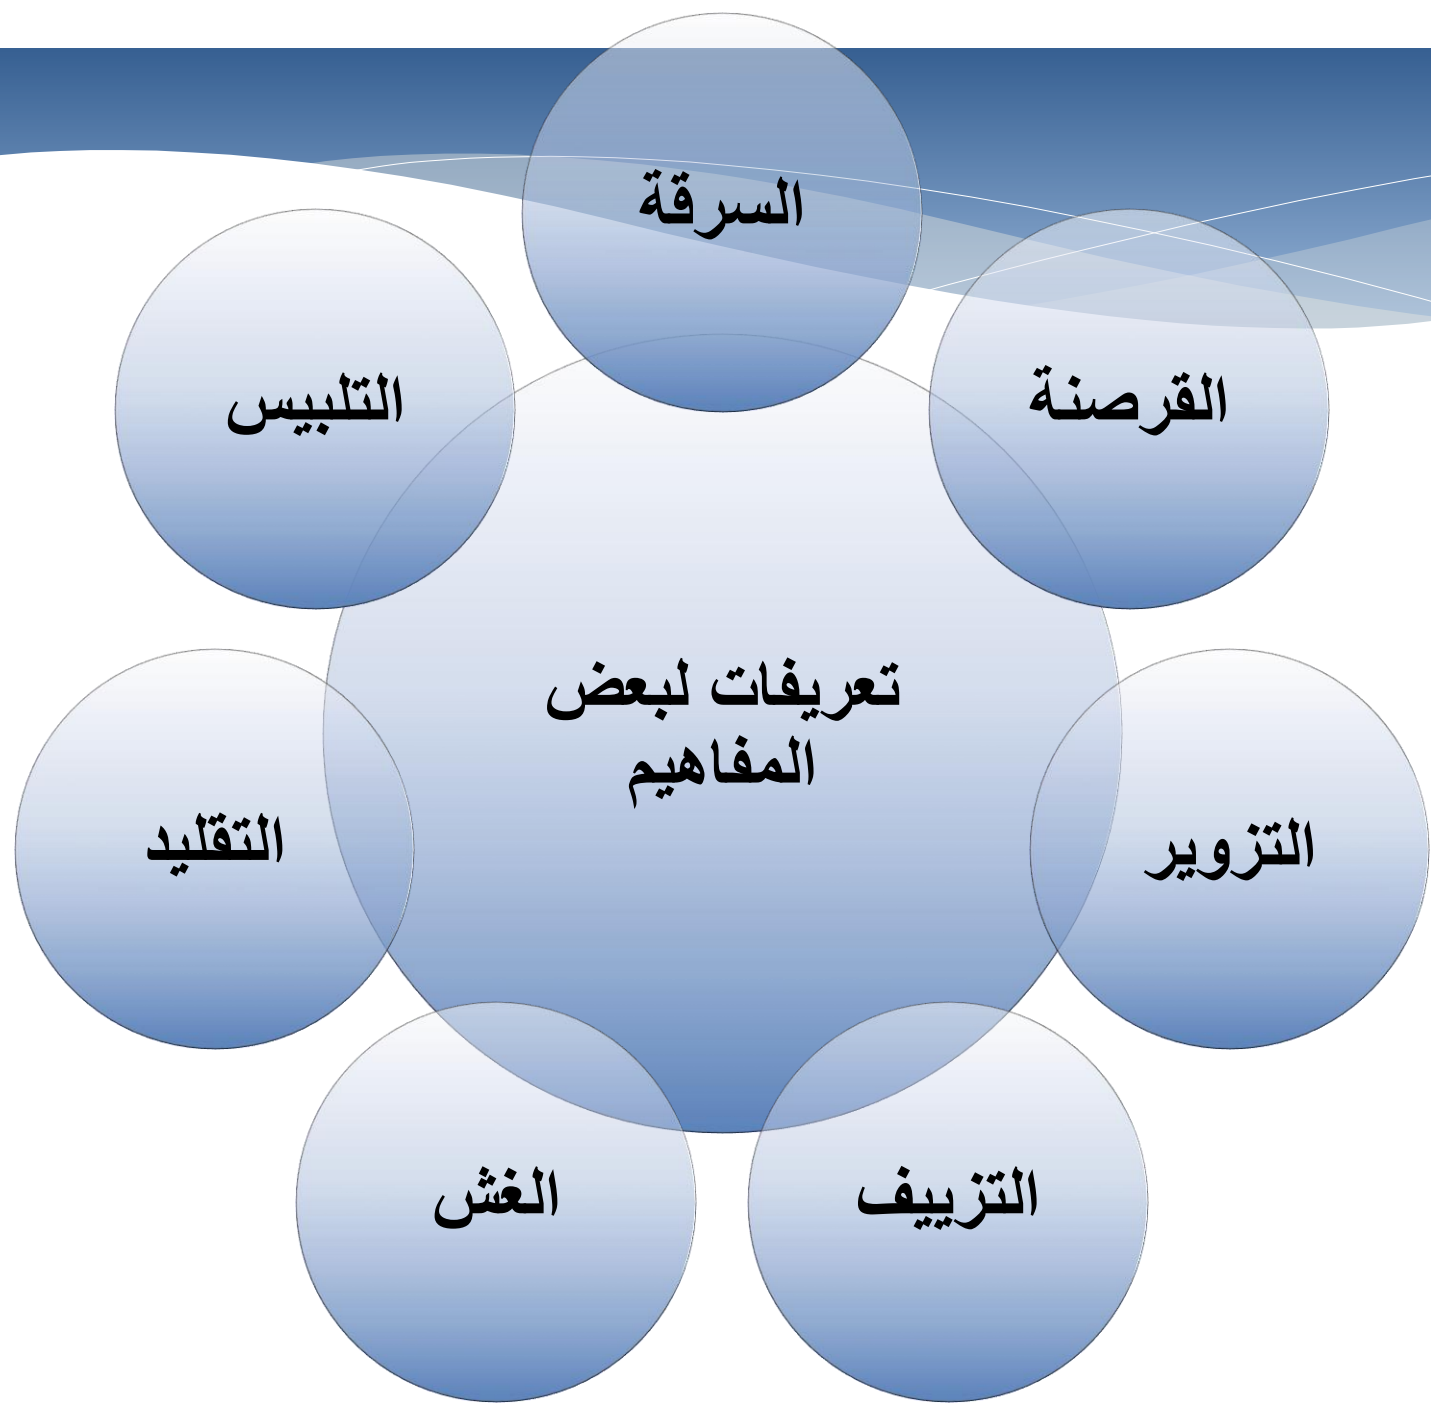 السرقة
القرصنة
التلبيس
تعريفات لبعض
المفاهيم
التزوير
التقليد
التزييف
الغش